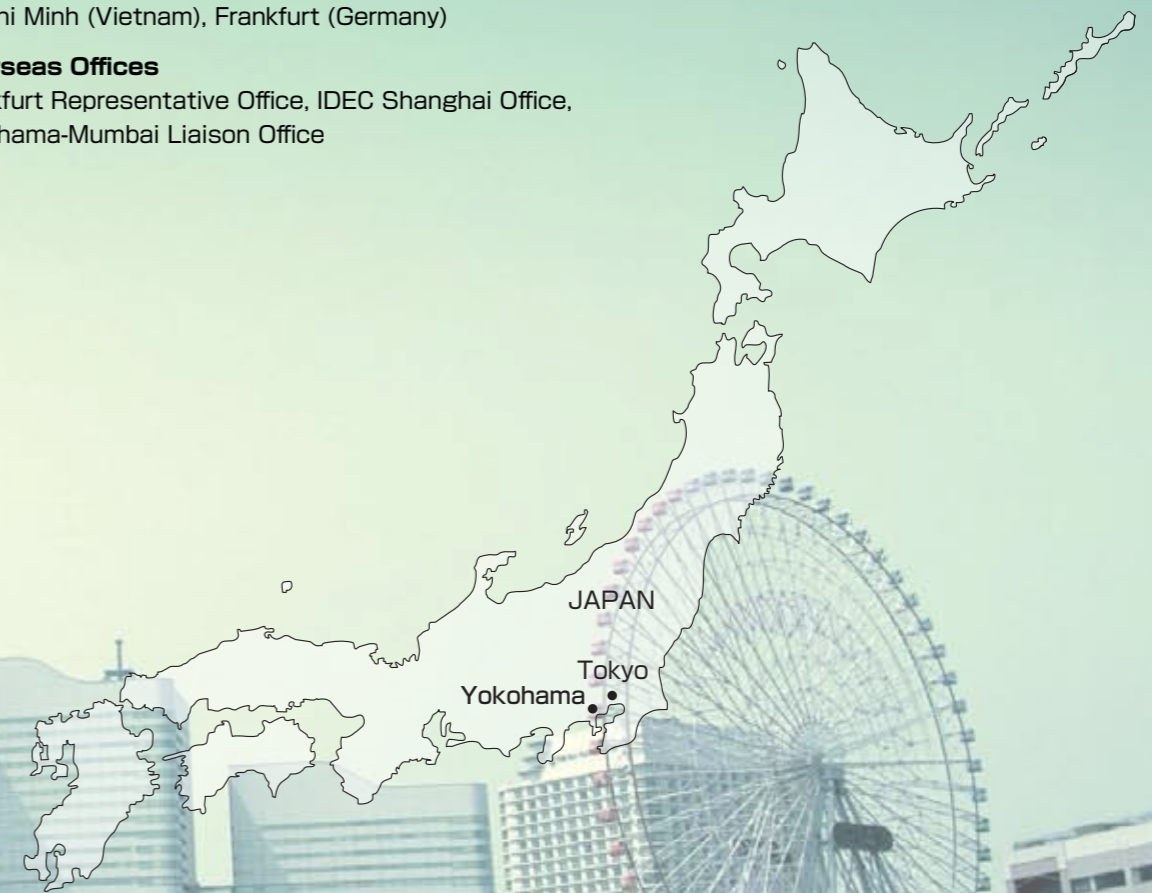 hi Minh (Vietnam), Frankfurt (Germany)
seas Offices
furt Representative Office, IDEC Shanghai Office,
hama-Mumbai Liaison Office
JAPAN
Tokyo
Yokohama